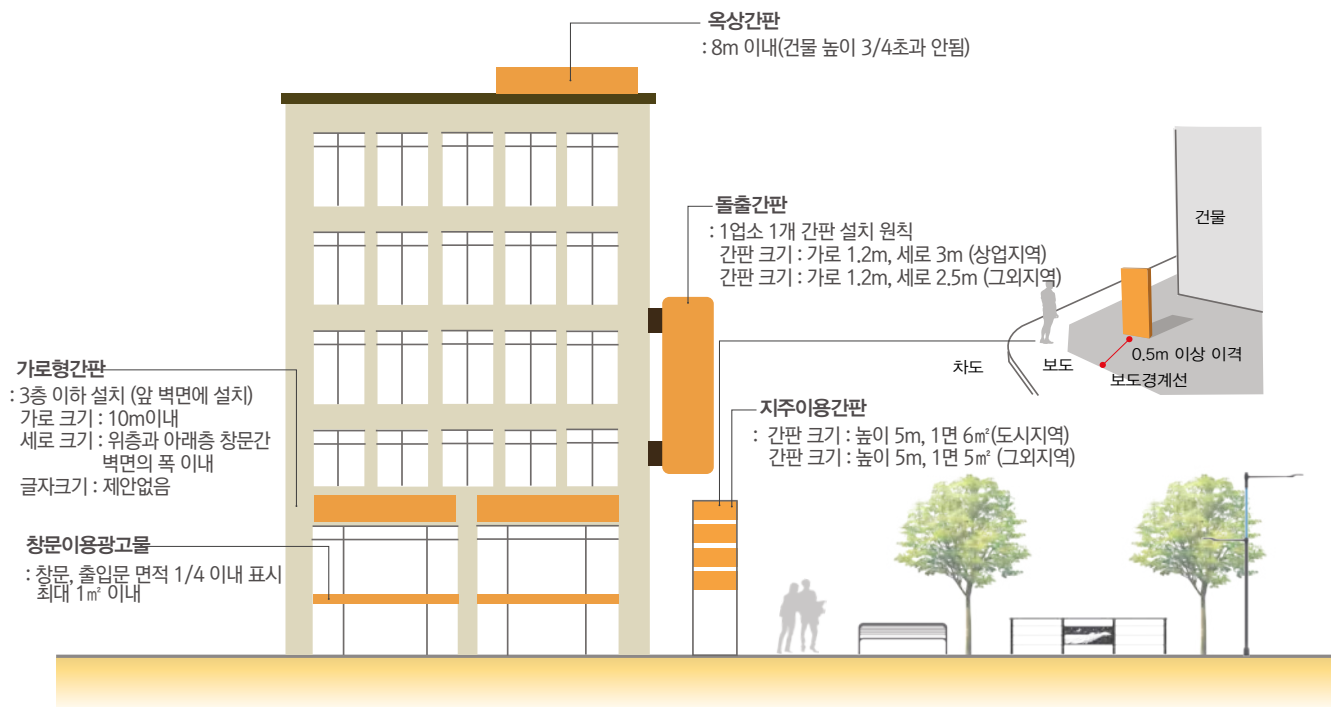 옥상간판
: 8m 이내(건물 높이 3/4초과 안됨)
돌출간판
: 1업소 1개 간판 설치 원칙
간판 크기 : 가로 1.2m, 세로 3m (상업지역)
간판 크기 : 가로 1.2m, 세로 2.5m (그외지역)
건물
0.5m 이상 이격
차도
보도
보도경계선
가로형간판
: 3층 이하 설치 (앞 벽면에 설치)
가로 크기 : 10m이내
세로 크기 : 위층과 아래층 창문간
벽면의 폭 이내
글자크기 : 제안없음
지주이용간판
: 간판 크기 : 높이 5m, 1면 6㎡(도시지역)
간판 크기 : 높이 5m, 1면 5㎡ (그외지역)
창문이용광고물
: 창문, 출입문 면적 1/4 이내 표시
최대 1㎡ 이내